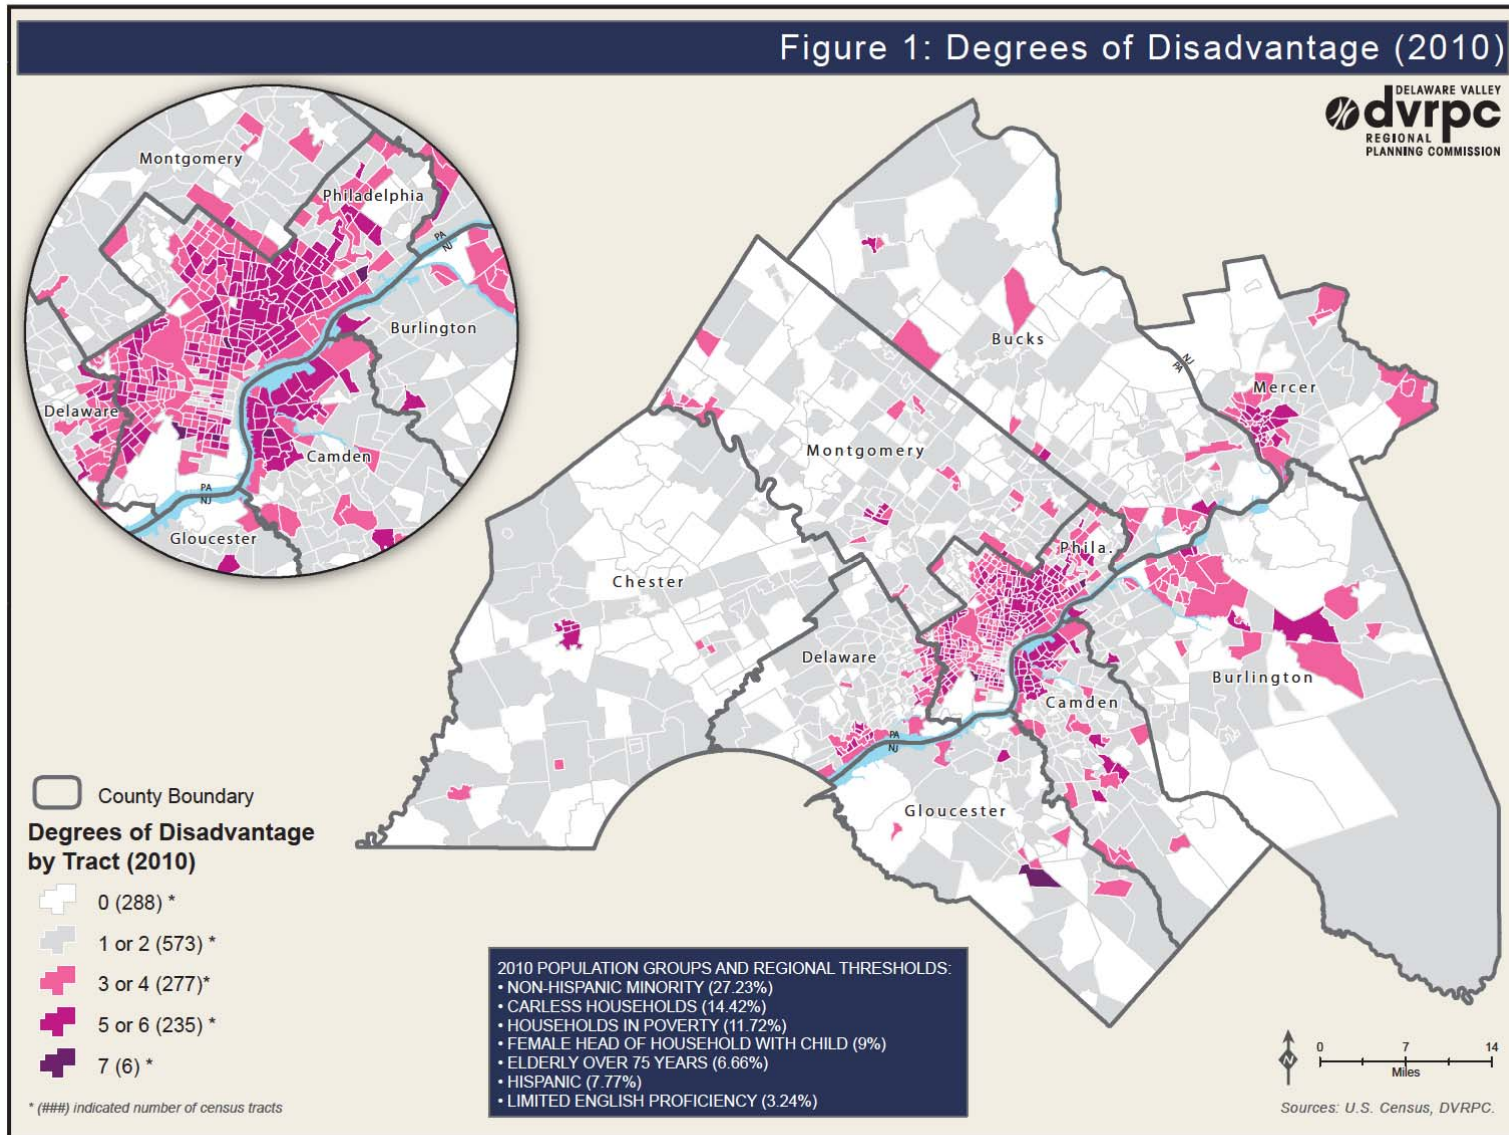 Figure 1: Degrees of Disadvantage (2010)
DELAWARE VALLEY
dvrpc
REGIONAL
PLANNING COMMISSION
Montgomery
Philadelphia
PA
NJ
Burlington
Delaware
Camden
PA
NJ
Gloucester
Bucks
NJ
PA
Mercer
Montgomery
Phila.
Chester
Delaware
Burlington
Camden
PA
NJ
Gloucester
County Boundary
Degrees of Disadvantage
by Tract (2010)
0 (288) *
1 or 2 (573) *
3 or 4 (277)*
5 or 6 (235) *
7 (6) *
* (###) indicated number of census tracts
2010 POPULATION GROUPS AND REGIONAL THRESHOLDS:
• NON-HISPANIC MINORITY (27.23%)
• CARLESS HOUSEHOLDS (14.42%)
• HOUSEHOLDS IN POVERTY (11.72%)
• FEMALE HEAD OF HOUSEHOLD WITH CHILD (9%)
• ELDERLY OVER 75 YEARS (6.66%)
• HISPANIC (7.77%)
• LIMITED ENGLISH PROFICIENCY (3.24%)
N
0 7 14
Miles
Sources: U.S. Census, DVRPC.